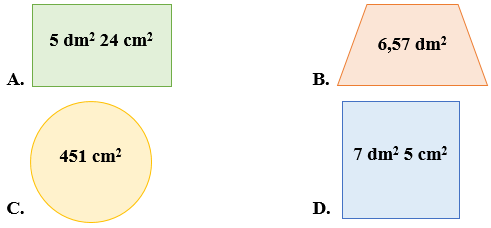 5 dm² 24 cm²
A.
6,57 dm²
B.
451 cm²
C.
7 dm² 5 cm²
D.